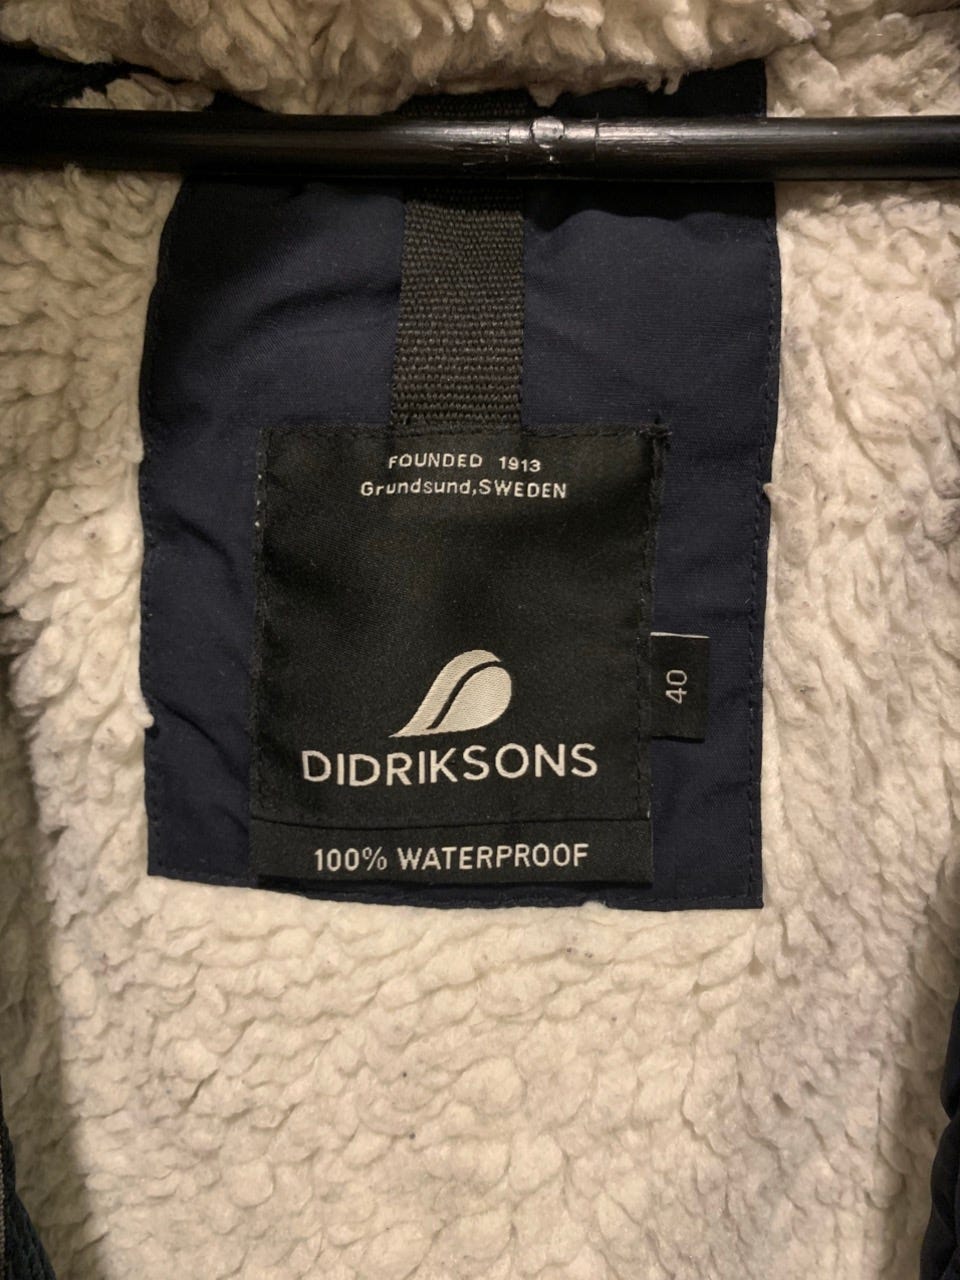 FOUNDED 1913
Grundsund,SWEDEN
40
DIDRIKSONS
100% WATERPROOF